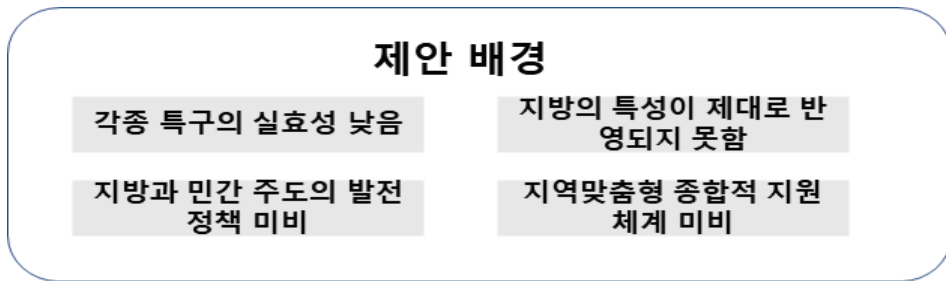 제안 배경
각종 특구의 실효성 낮음
지방의 특성이 제대로 반
영되지 못함
지방과 민간 주도의 발전
정책 미비
지역맞춤형 종합적 지원
체계 미비